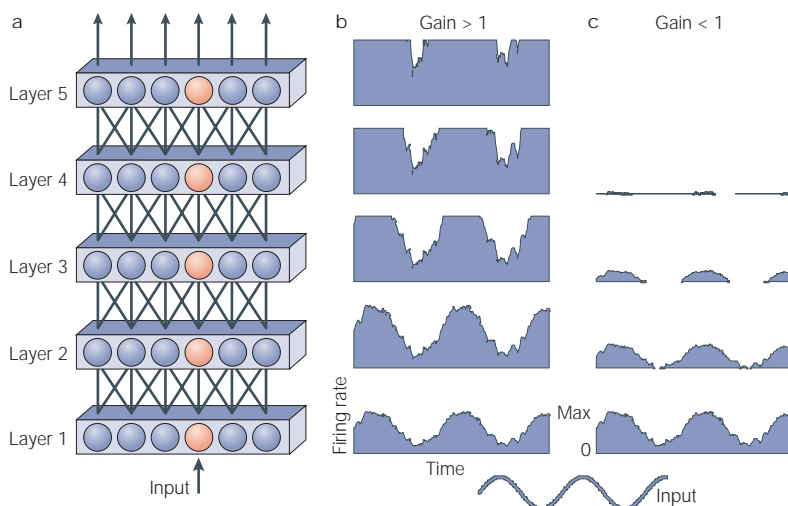 a
b
Gain > 1
c
Gain < 1
Layer 5
Layer 4
Layer 3
Layer 2
Layer 1
Input
Firing rate
Time
Max
0
Input